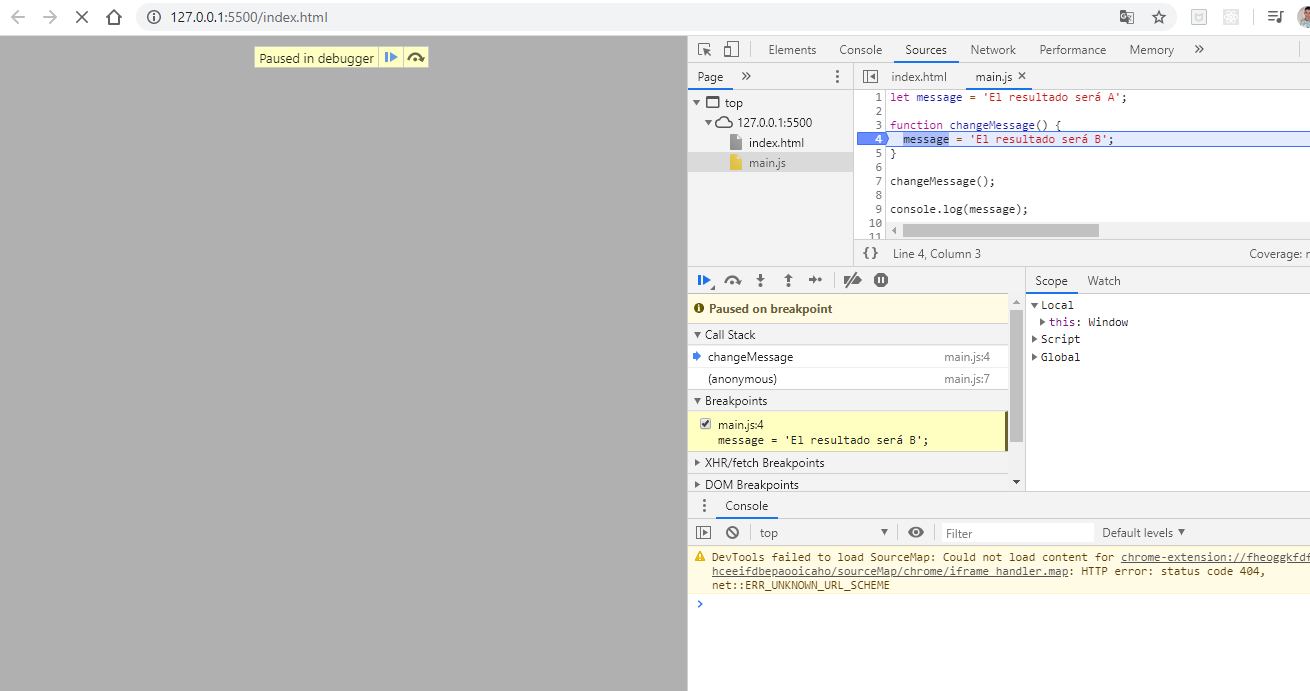 127.0.0.1:5500/index.html
Paused in debugger
Elements Console Sources Network Performance Memory »
Page »
index.html main.js ×
top
127.0.0.1:5500
index.html
main.js
1 let message = 'El resultado será A';
2
3 function changeMessage() {
4 message = 'El resultado será B';
5 }
6
7 changeMessage();
8
9 console.log(message);
10
11
{} Line 4, Column 3 Coverage:
Paused on breakpoint
Call Stack
changeMessage main.js:4
(anonymous) main.js:7
Breakpoints
main.js:4
message = 'El resultado será B';
XHR/fetch Breakpoints
DOM Breakpoints
Scope Watch
Local
this: Window
Script
Global
Console
top Filter Default levels
DevTools failed to load SourceMap: Could not load content for chrome-extension://fheoggkfdf
hceeifdbepaooicaho/sourceMap/chrome/iframe_handler.map: HTTP error: status code 404,
net::ERR_UNKNOWN_URL_SCHEME